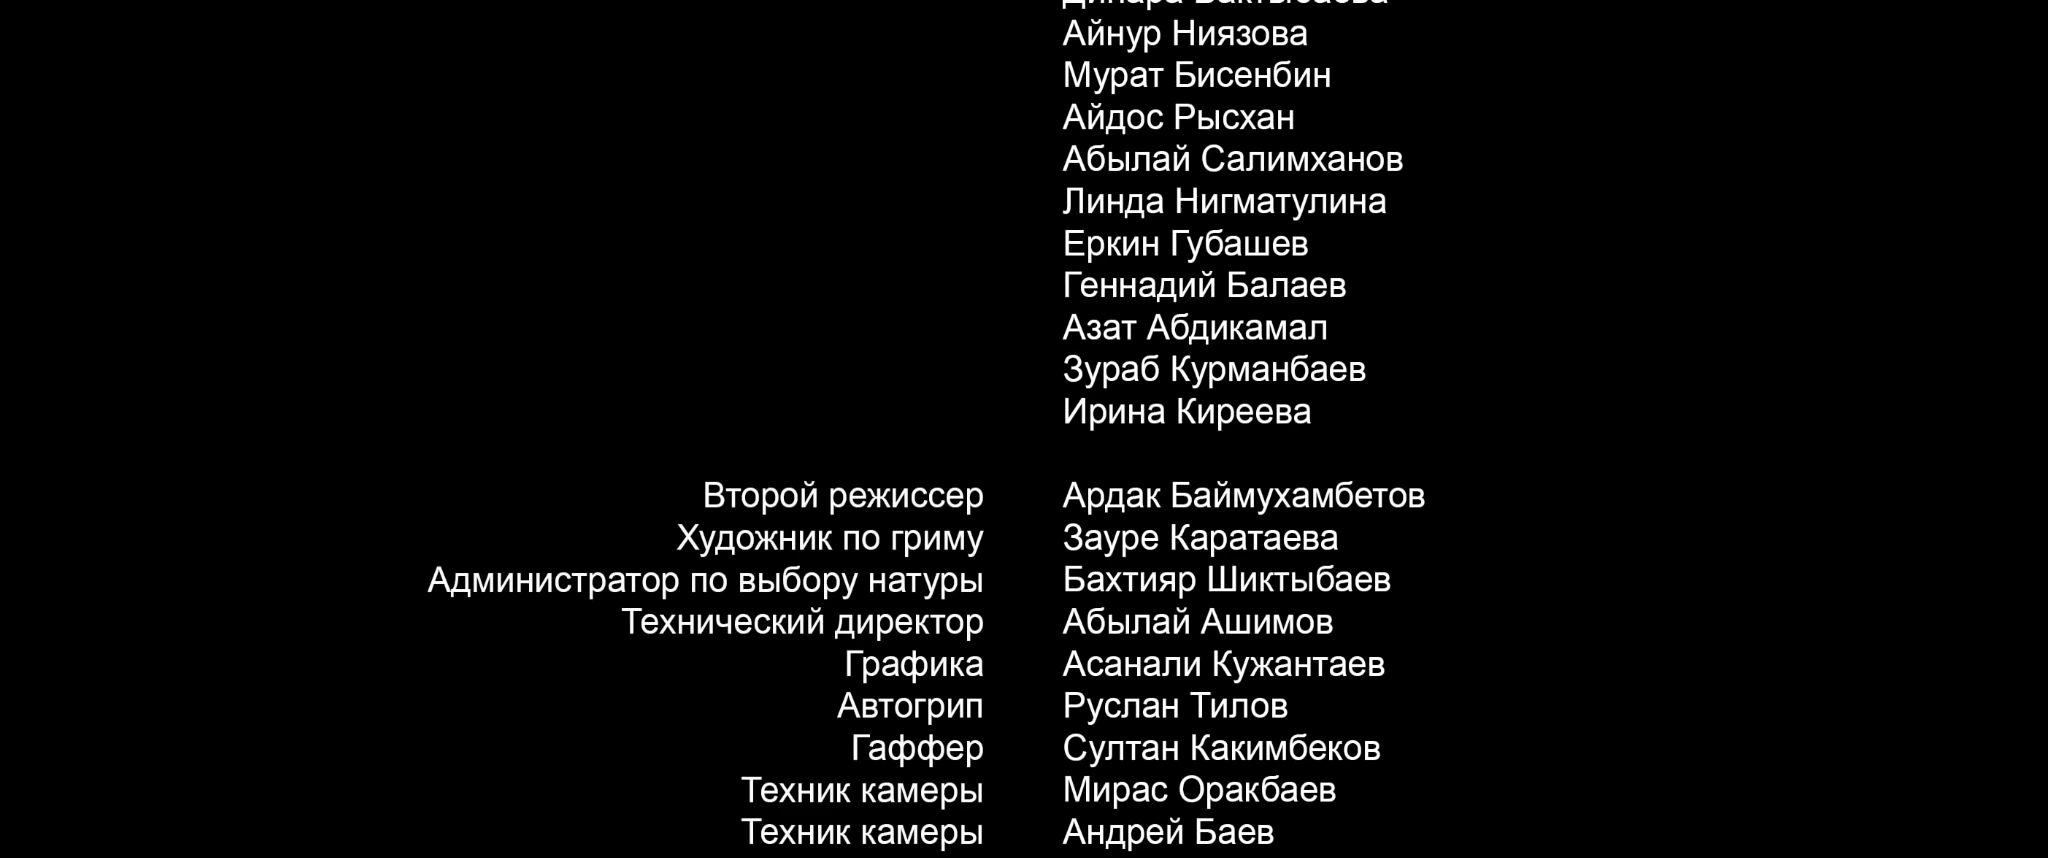 Айнур Ниязова
Мурат Бисенбин
Айдос Рысхан
Абылай Салимханов
Линда Нигматулина
Еркин Губашев
Геннадий Балаев
Азат Абдикамал
Зураб Курманбаев
Ирина Киреева
Второй режиссер Ардак Баймухамбетов
Художник по гриму Зауре Каратаева
Администратор по выбору натуры Бахтияр Шиктыбаев
Технический директор Абылай Ашимов
Графика Асанали Кужантаев
Автогрип Руслан Тилов
Гаффер Султан Какимбеков
Техник камеры Мирас Оракбаев
Техник камеры Андрей Баев